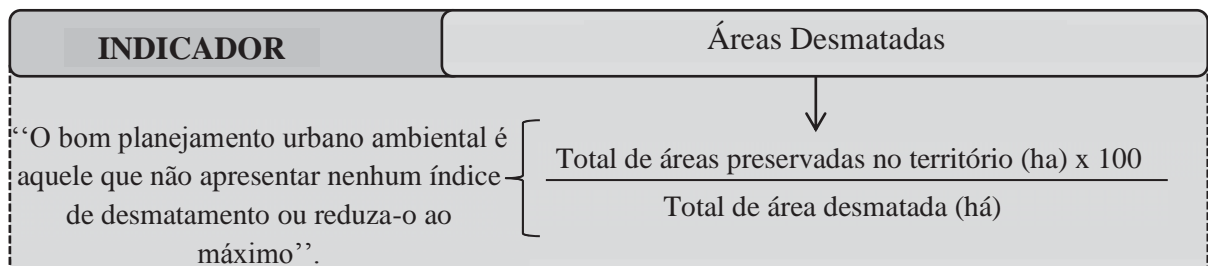 INDICADOR
Áreas Desmatadas
‘‘O bom planejamento urbano ambiental é
aquele que não apresentar nenhum índice
de desmatamento ou reduza-o ao
máximo’’.
Total de áreas preservadas no território (ha) x 100
Total de área desmatada (há)